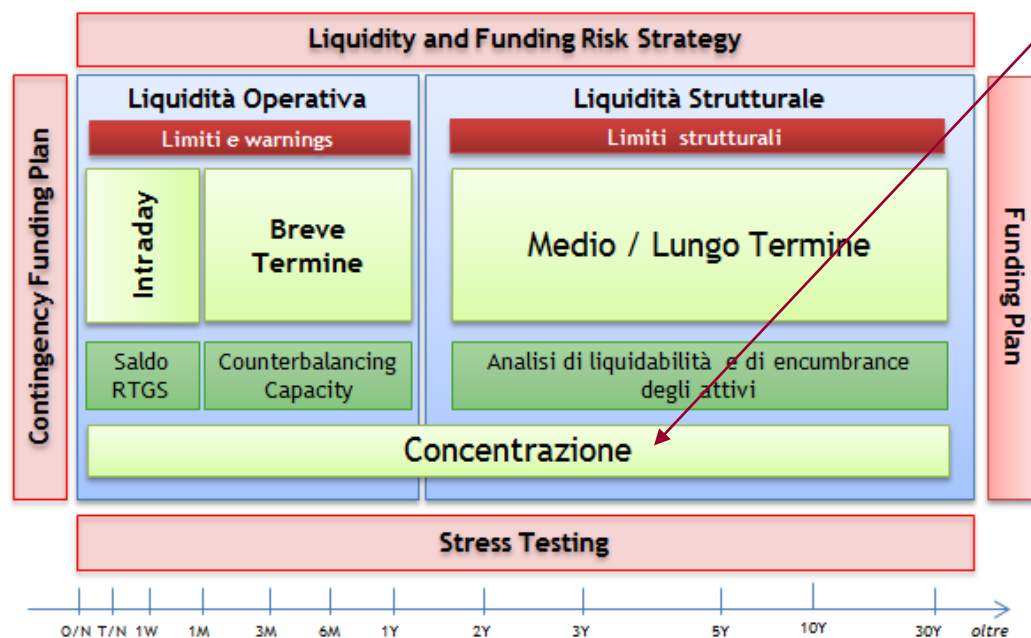 Liquidity and Funding Risk Strategy
Contingency Funding Plan
Liquidità Operativa
Limiti e warnings
Intraday
Breve
Termine
Saldo
RTGS
Counterbalancing
Capacity
Liquidità Strutturale
Limiti strutturali
Medio / Lungo Termine
Analisi di liquidabilità e di encumbrance
degli attivi
Concentrazione
Funding Plan
Stress Testing
O/N T/N 1W 1M 3M 6M 1Y 2Y 3Y 5Y 10Y 30Y oltre